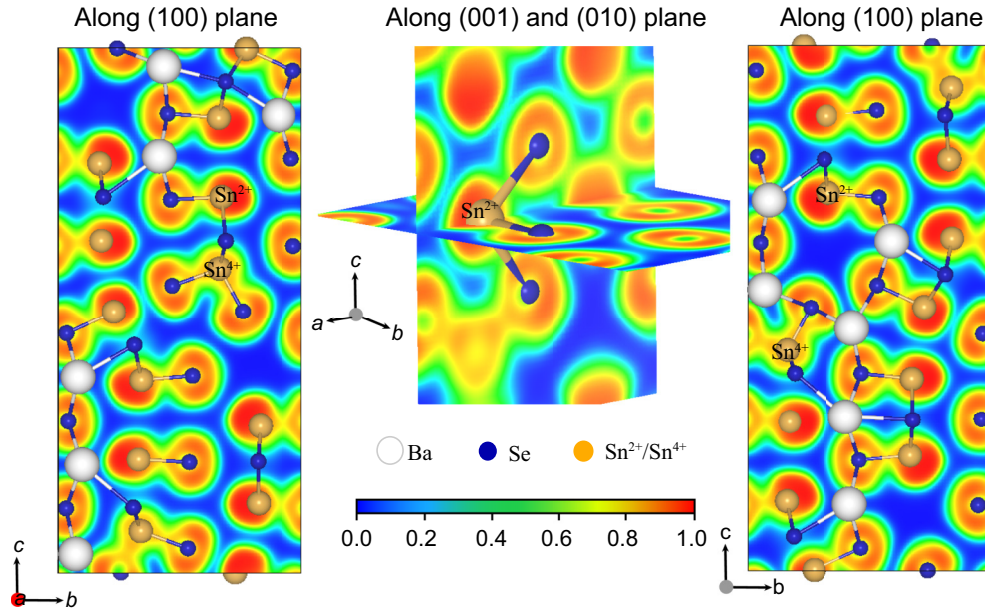 Along (100) plane
Along (001) and (010) plane
Along (100) plane
Sn²⁺
Sn⁴⁺
Sn²⁺
Sn²⁺
Sn⁴⁺
c
a
b
Ba
Se
Sn²⁺/Sn⁴⁺
0.0 0.2 0.4 0.6 0.8 1.0
c
a
b
c
b